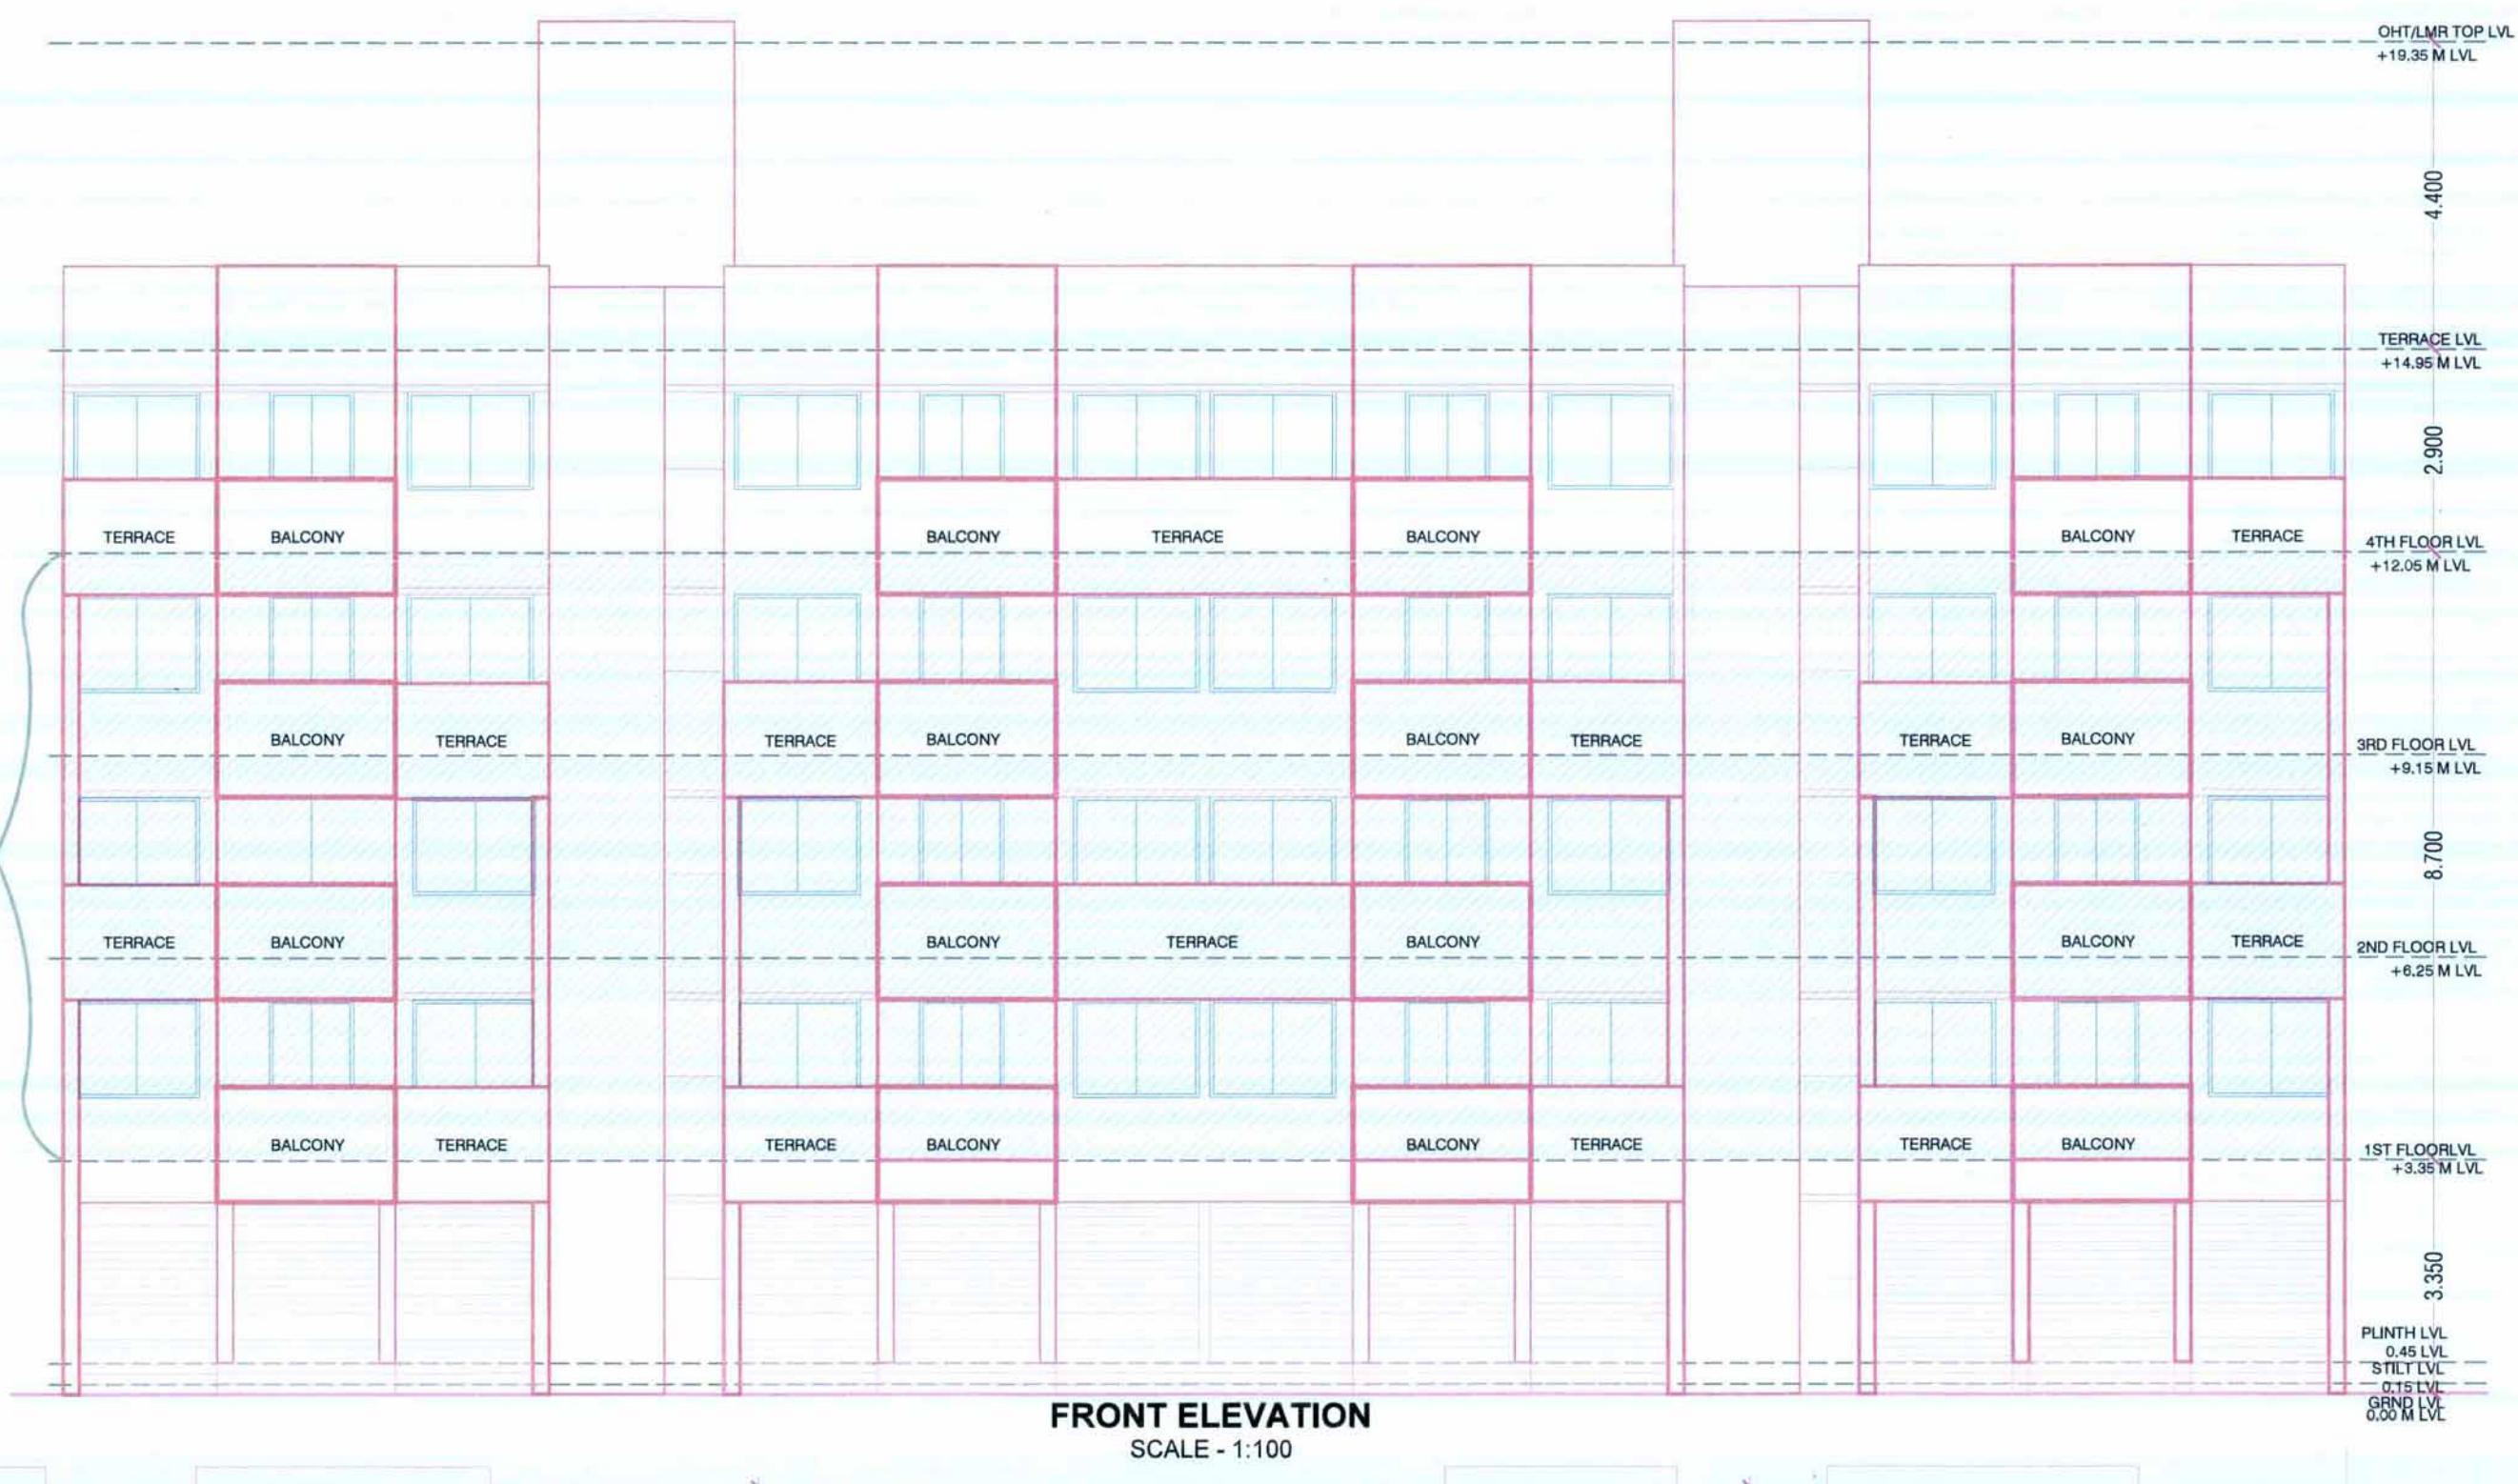 OHT/LMR TOP LVL
+19.35 M LVL
4.400
TERRACE LVL
+14.95 M LVL
2.900
TERRACE BALCONY BALCONY TERRACE BALCONY BALCONY TERRACE
4TH FLOOR LVL
+12.05 M LVL
BALCONY TERRACE TERRACE BALCONY BALCONY TERRACE TERRACE BALCONY
3RD FLOOR LVL
+9.15 M LVL
8.700
TERRACE BALCONY BALCONY TERRACE BALCONY BALCONY TERRACE
2ND FLOOR LVL
+6.25 M LVL
BALCONY TERRACE TERRACE BALCONY BALCONY TERRACE TERRACE BALCONY
1ST FLOORLVL
+3.35 M LVL
3.350
PLINTH LVL
0.45 LVL
STILT LVL
0.15 LVL
GRND LVL
0.00 M LVL
FRONT ELEVATION
SCALE - 1:100